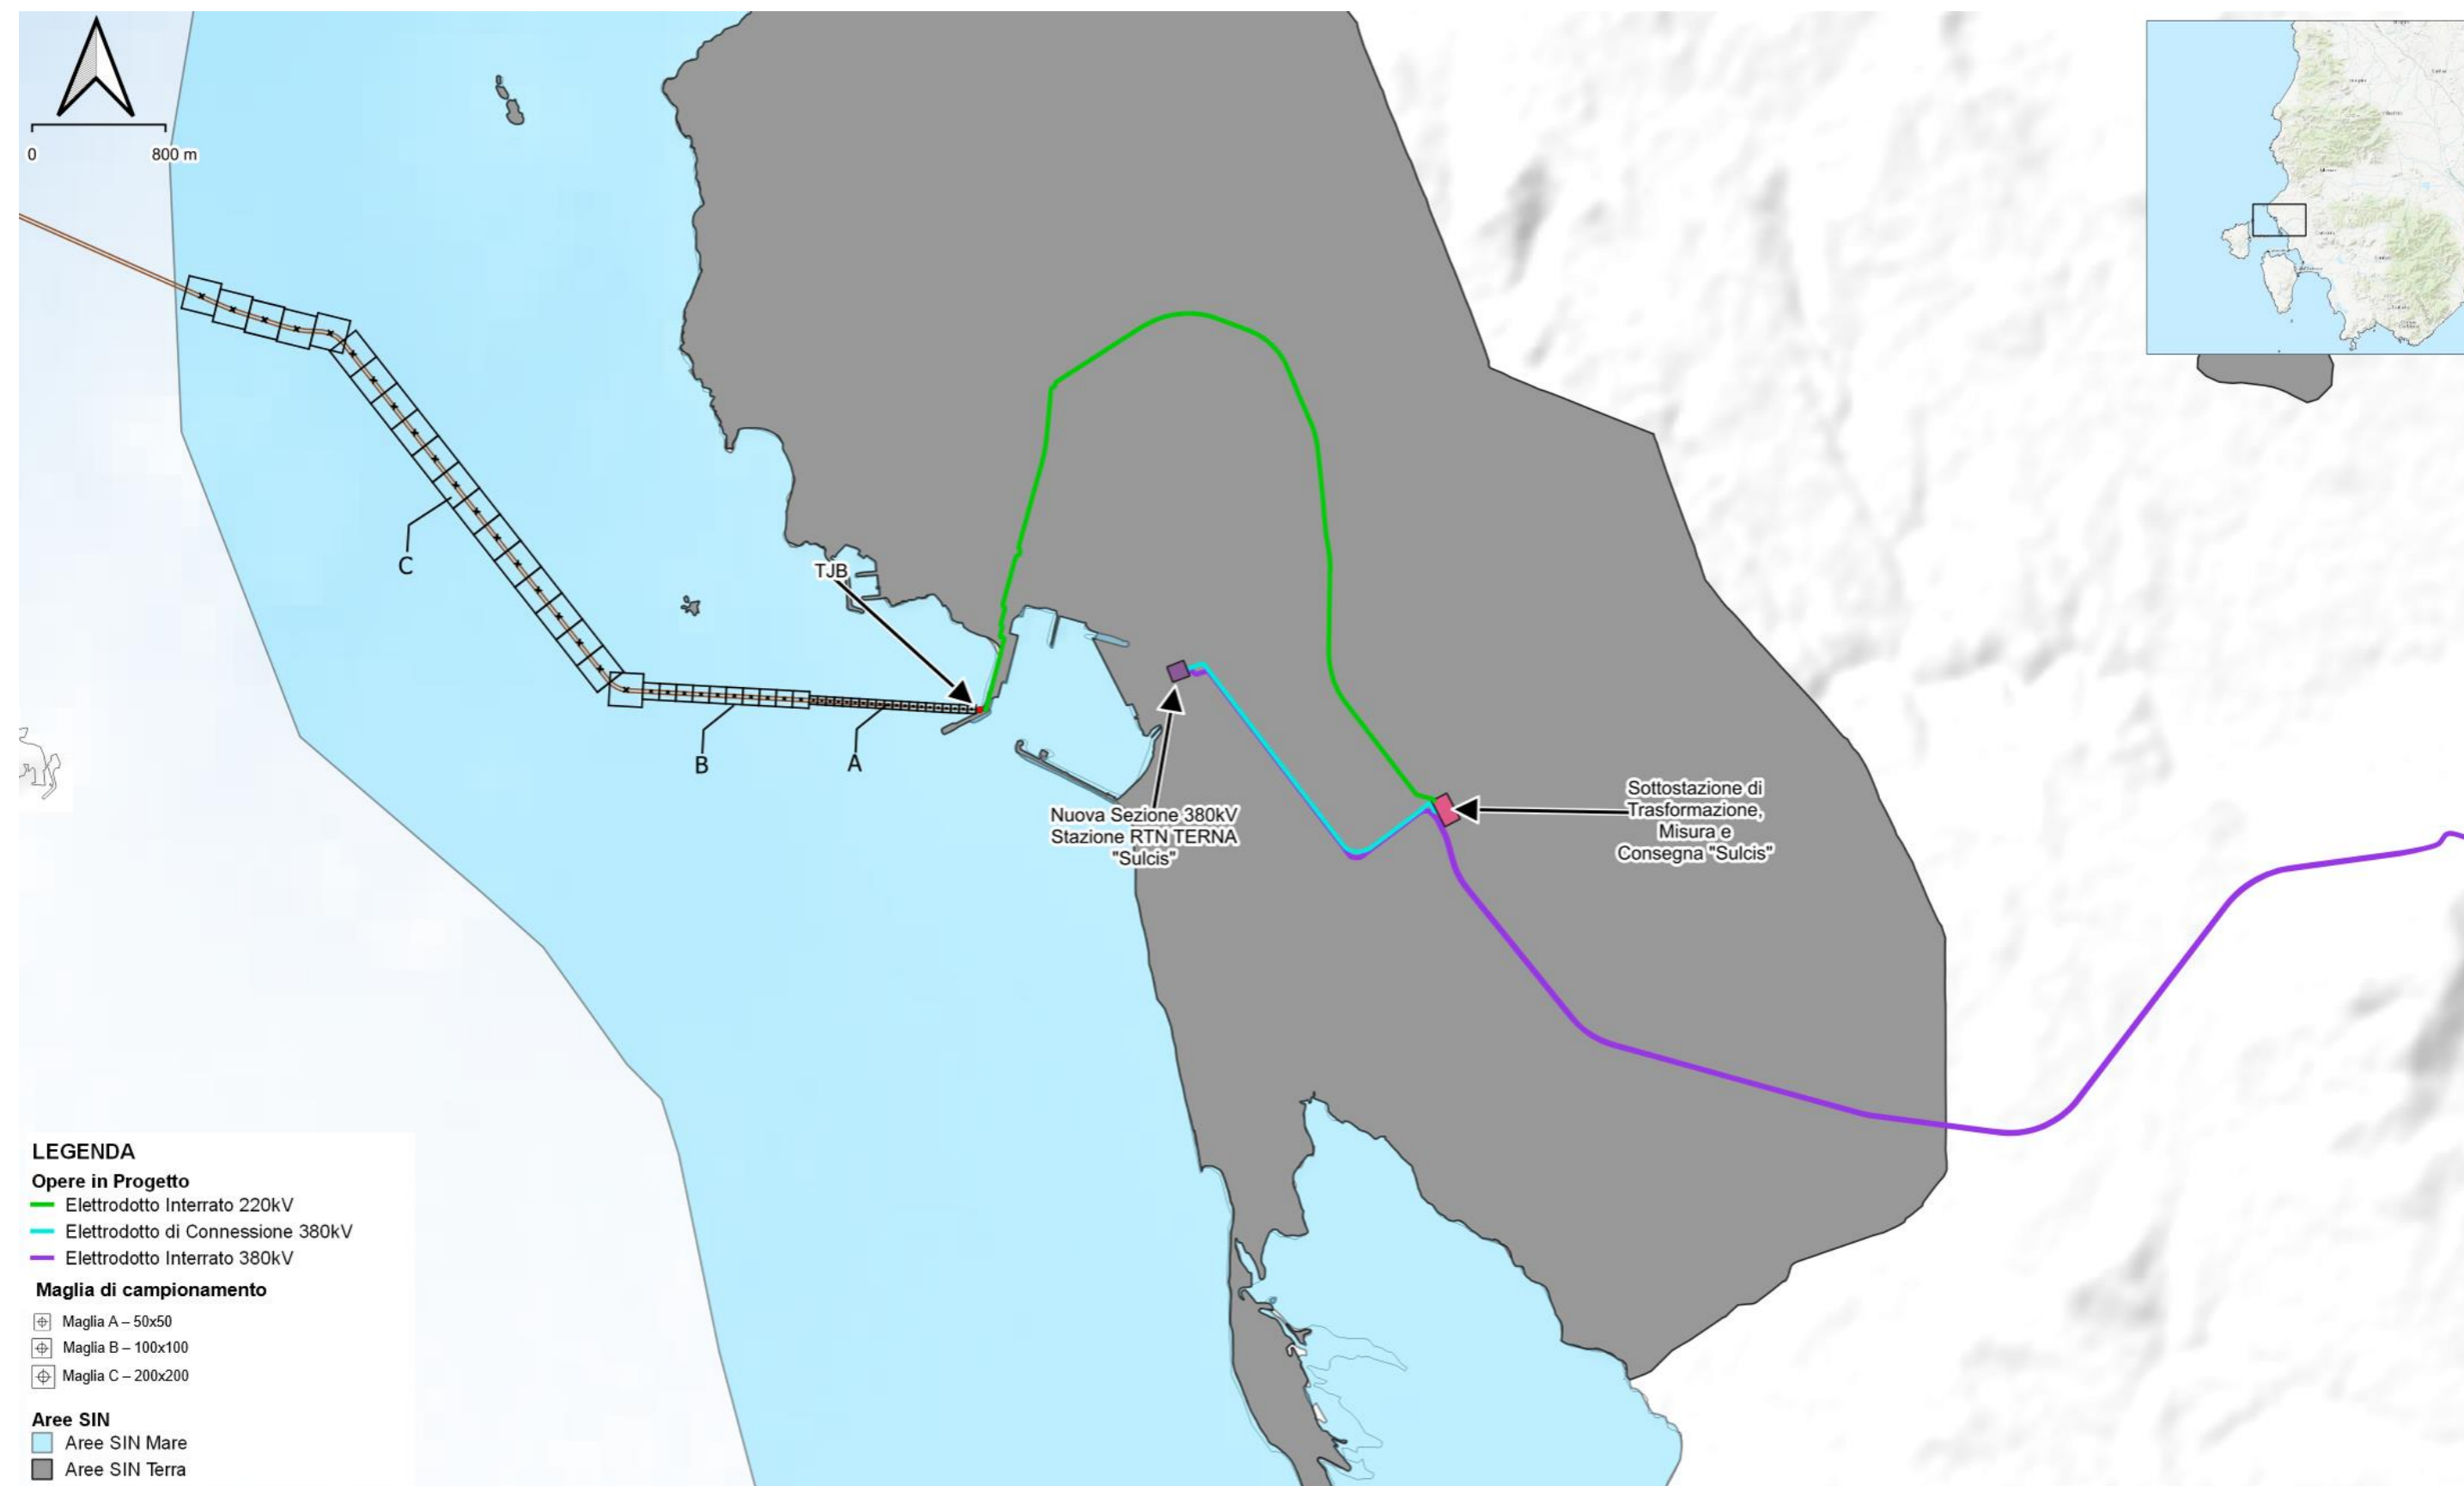 0
800 m
C
TJB
B
A
Nuova Sezione 380kV
Stazione RTN TERNA
"Sulcis"
Sottostazione di
Trasformazione,
Misura e
Consegna "Sulcis"
LEGENDA
Opere in Progetto
Elettrodotto Interrato 220kV
Elettrodotto di Connessione 380kV
Elettrodotto Interrato 380kV
Maglia di campionamento
Maglia A – 50x50
Maglia B – 100x100
Maglia C – 200x200
Aree SIN
Aree SIN Mare
Aree SIN Terra